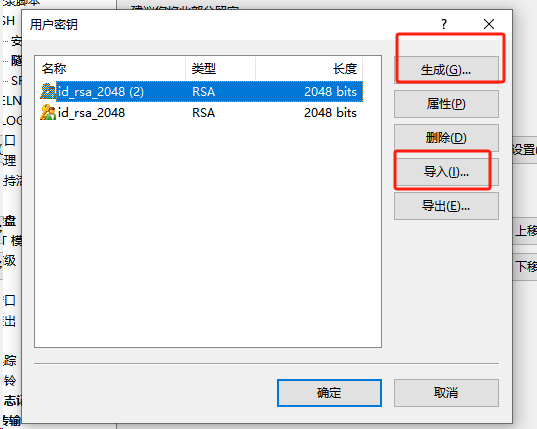 建议您将此部分留空
录脚本
SH
用户密钥
?
安
隧
SF
ELN
LOG
口
理
持活
盘
T 模
级
口
出
踪
铃
志记
传输
名称 类型 长度
id_rsa_2048 (2) RSA 2048 bits
id_rsa_2048 RSA 2048 bits
生成(G)...
属性(P)
删除(D)
导入(I)...
导出(E)...
设置(
上移
下移
确定 取消